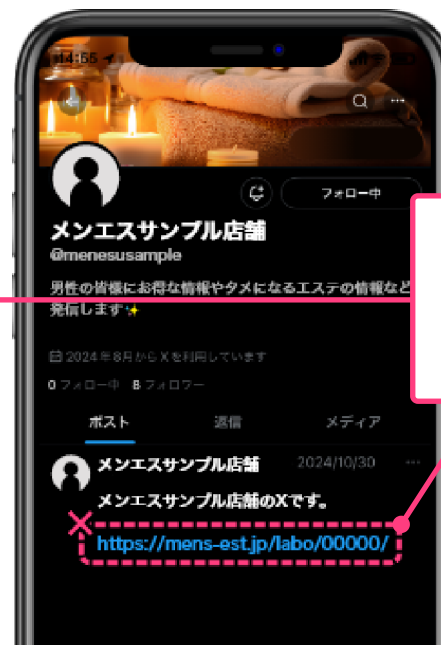 14:55
フォロー中
メンエスサンプル店舗
@menesusample
男性の皆様にお得な情報やタメになるエステの情報など
発信します✨
2024年8月からXを利用しています
0 フォロー中 8 フォロワー
ポスト 返信 メディア
メンエスサンプル店舗 2024/10/30 …
メンエスサンプル店舗のXです。
https://mens-est.jp/labo/00000/